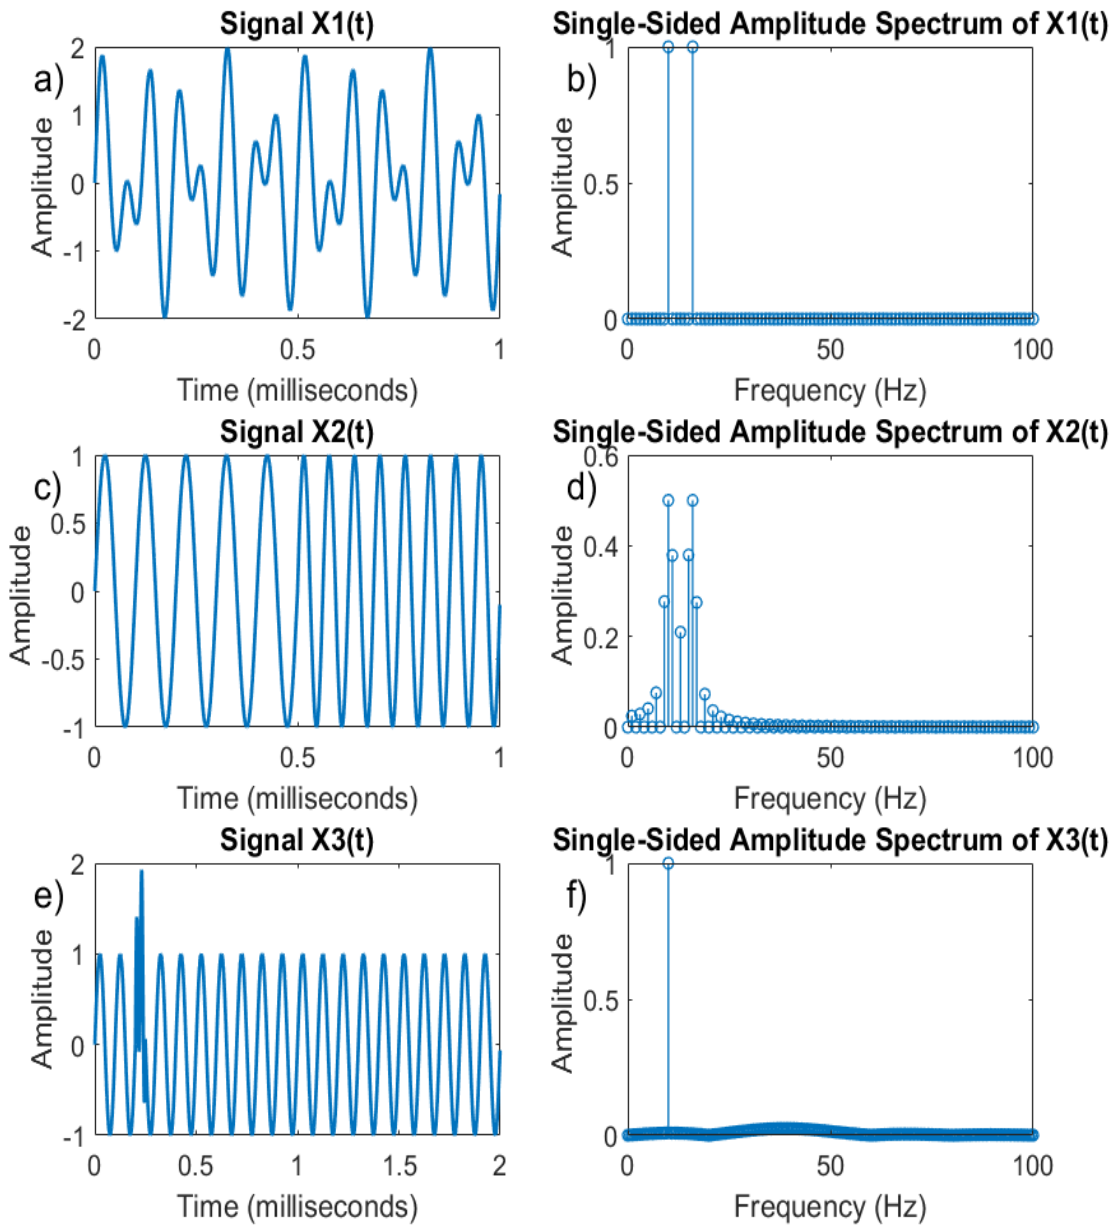 Signal X1(t)
a)
2
1
0
-1
-2
Amplitude
0 0.5 1
Time (milliseconds)
Single-Sided Amplitude Spectrum of X1(t)
b)
1
0.5
0
Amplitude
0 50 100
Frequency (Hz)
Signal X2(t)
c)
1
0.5
0
-0.5
-1
Amplitude
0 0.5 1
Time (milliseconds)
Single-Sided Amplitude Spectrum of X2(t)
d)
0.6
0.4
0.2
0
Amplitude
0 50 100
Frequency (Hz)
Signal X3(t)
e)
2
1
0
-1
Amplitude
0 0.5 1 1.5 2
Time (milliseconds)
Single-Sided Amplitude Spectrum of X3(t)
f)
1
0.5
0
Amplitude
0 50 100
Frequency (Hz)